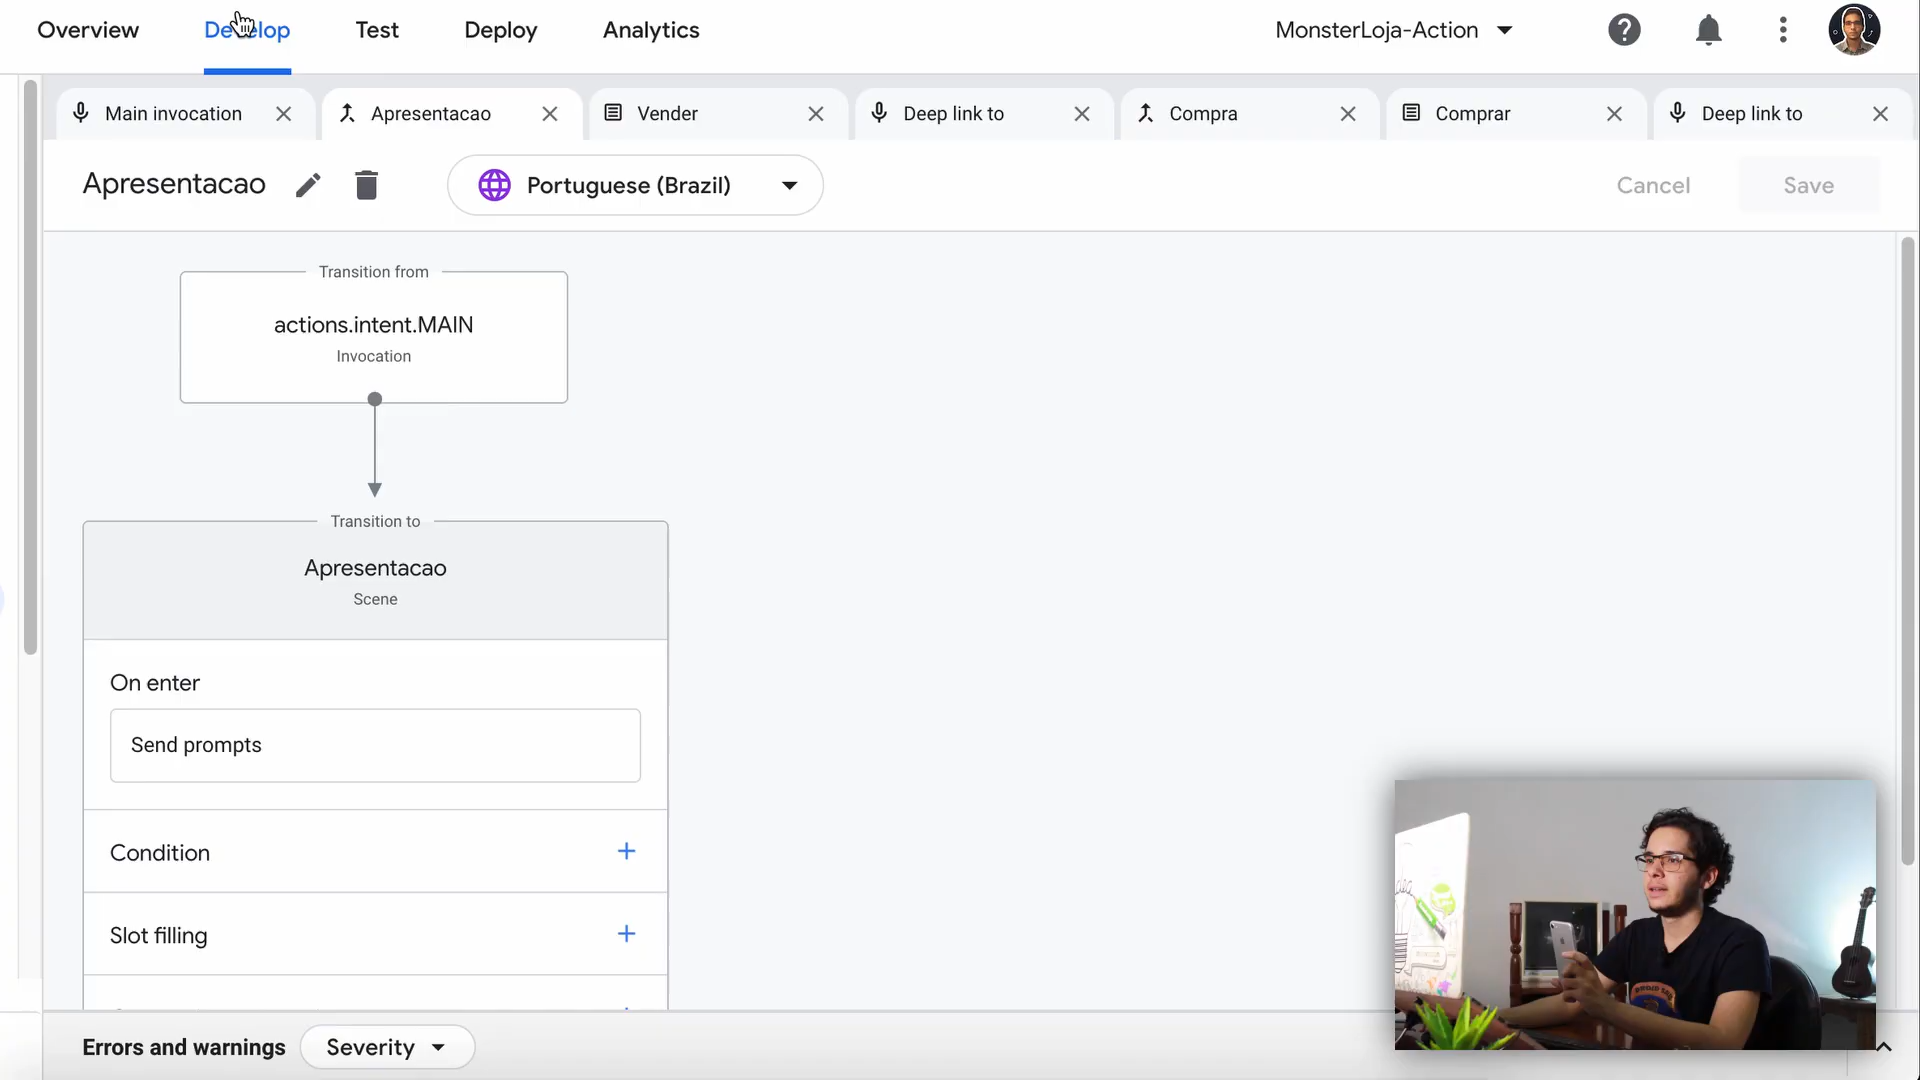 Overview
Develop
Test
Deploy
Analytics
MonsterLoja-Action
Main invocation
Apresentacao
Vender
Deep link to
Compra
Comprar
Deep link to
Apresentacao
Portuguese (Brazil)
Cancel
Save
Transition from
actions.intent.MAIN
Invocation
Transition to
Apresentacao
Scene
On enter
Send prompts
Condition
Slot filling
Errors and warnings
Severity